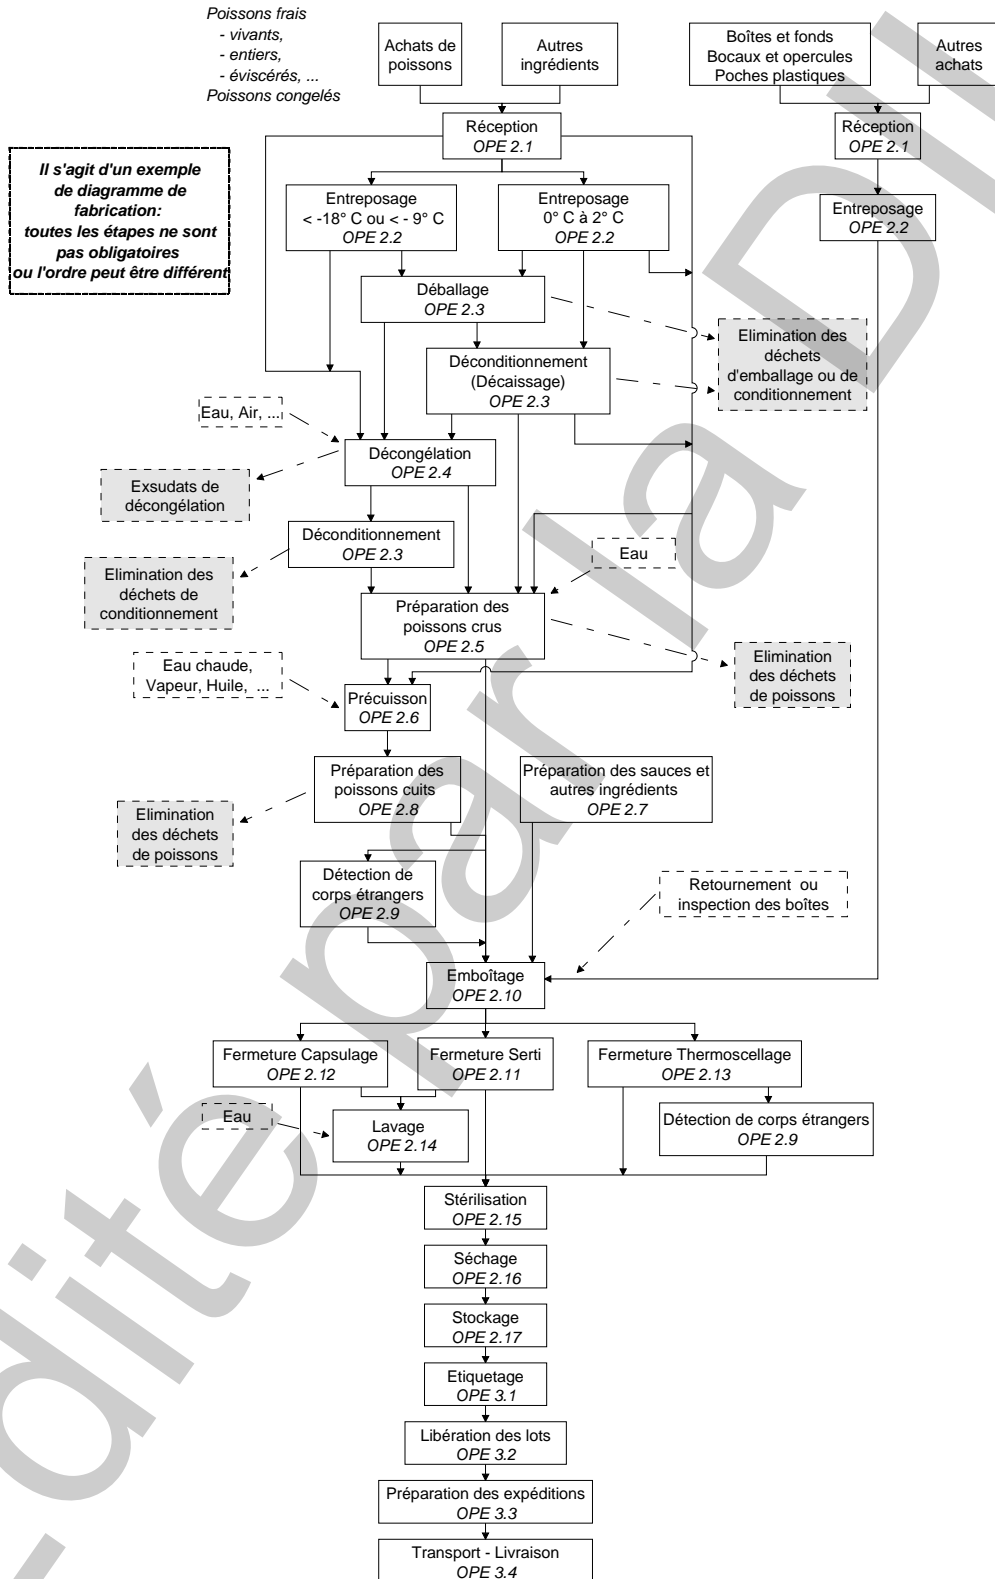 Poissons frais
- vivants,
- entiers,
- éviscérés, ...
Poissons congelés
Achats de
poissons
Autres
ingrédients
Boîtes et fonds
Bocaux et opercules
Poches plastiques
Autres
achats
Réception
OPE 2.1
Réception
OPE 2.1
Il s'agit d'un exemple
de diagramme de
fabrication:
toutes les étapes ne sont
pas obligatoires
ou l'ordre peut être différent
Entreposage
< -18° C ou < - 9° C
OPE 2.2
Entreposage
0° C à 2° C
OPE 2.2
Entreposage
OPE 2.2
Déballage
OPE 2.3
Elimination des
déchets
d'emballage ou de
conditionnement
Déconditionnement
(Décaissage)
OPE 2.3
Eau, Air, ...
Décongélation
OPE 2.4
Exsudats de
décongélation
Déconditionnement
OPE 2.3
Eau
Elimination des
déchets de
conditionnement
Préparation des
poissons crus
OPE 2.5
Elimination
des déchets
de poissons
Eau chaude,
Vapeur, Huile, ...
Précuisson
OPE 2.6
Préparation des
poissons cuits
OPE 2.8
Préparation des sauces et
autres ingrédients
OPE 2.7
Elimination
des déchets
de poissons
Détection de
corps étrangers
OPE 2.9
Retournement ou
inspection des boîtes
Emboîtage
OPE 2.10
Fermeture Capsulage
OPE 2.12
Fermeture Serti
OPE 2.11
Fermeture Thermoscellage
OPE 2.13
Eau
Lavage
OPE 2.14
Détection de corps étrangers
OPE 2.9
Stérilisation
OPE 2.15
Séchage
OPE 2.16
Stockage
OPE 2.17
Etiquetage
OPE 3.1
Libération des lots
OPE 3.2
Préparation des expéditions
OPE 3.3
Transport - Livraison
OPE 3.4